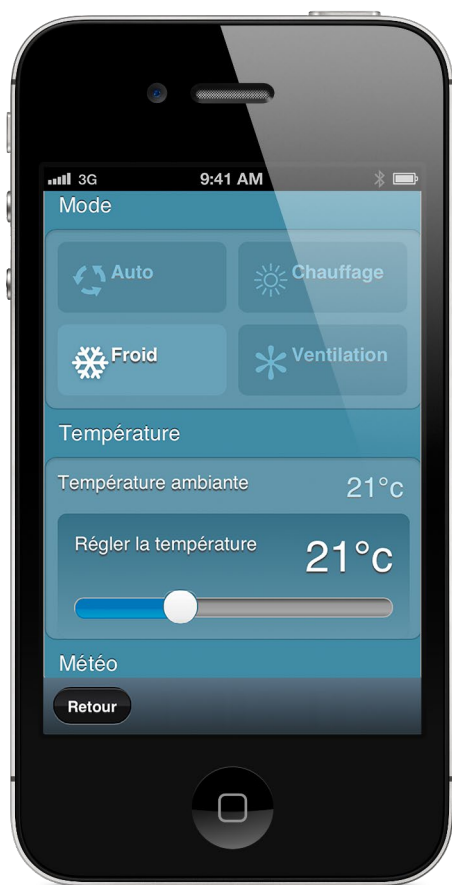 3G 9:41 AM
Mode
Auto Chauffage
Froid Ventilation
Température
Température ambiante 21°c
Régler la température 21°c
Météo
Retour